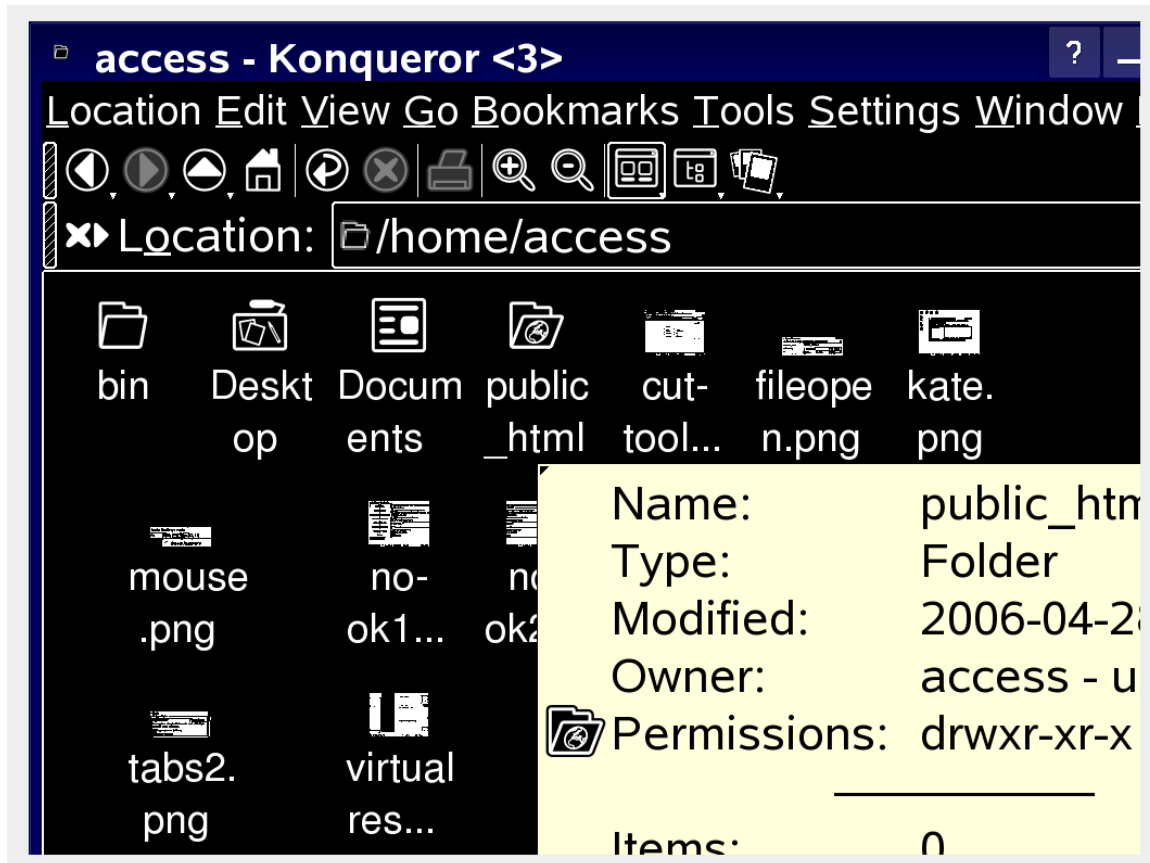 access - Konqueror <3>
?
Location Edit View Go Bookmarks Tools Settings Window
Location: /home/access
bin Deskt Docum public cut- fileope kate.
op ents _html tool... n.png png
mouse no-
.png ok1...
tabs2. virtual
png res...
Name: public_htm
Type: Folder
Modified: 2006-04-28
Owner: access - u
Permissions: drwxr-xr-x
Items: 0